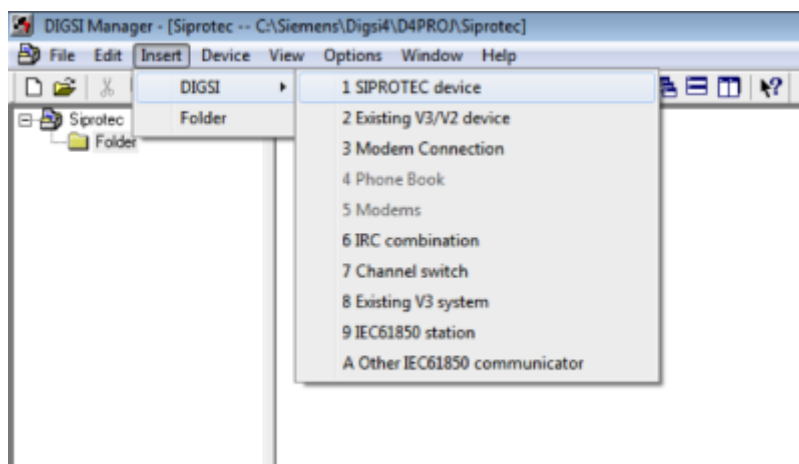 DIGSI Manager - [Siprotec -- C:\Siemens\Digsi4\D4PROJ\Siprotec]
File Edit Insert Device View Options Window Help
DIGSI
Folder
1 SIPROTEC device
2 Existing V3/V2 device
3 Modem Connection
4 Phone Book
5 Modems
6 IRC combination
7 Channel switch
8 Existing V3 system
9 IEC61850 station
A Other IEC61850 communicator
Siprotec
Folder